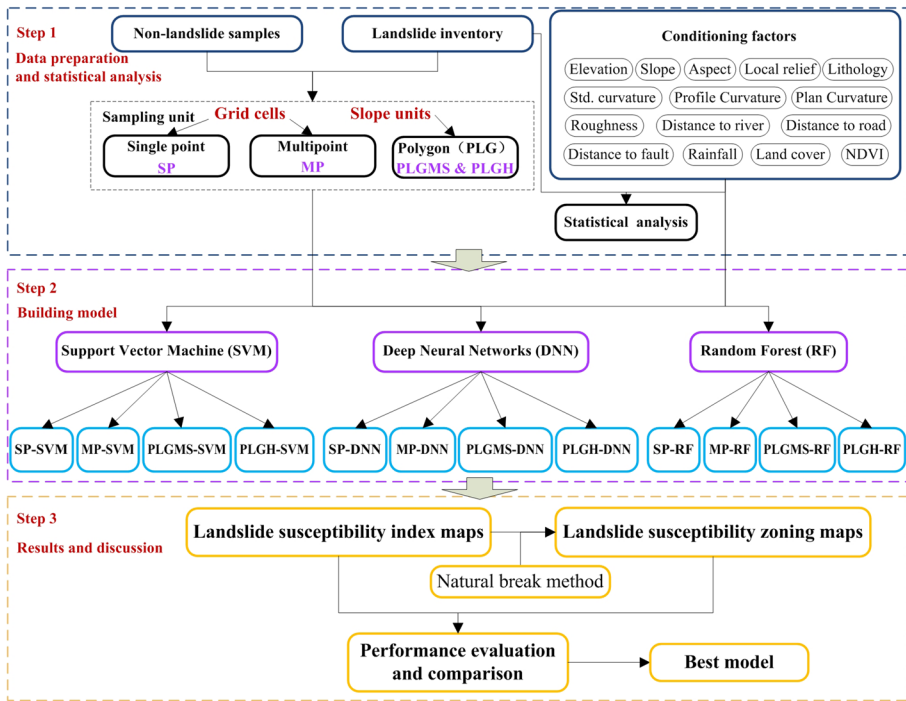 Step 1
Data preparation
and statistical analysis
Non-landslide samples
Landslide inventory
Conditioning factors
Elevation Slope Aspect Local relief Lithology
Std. curvature Profile Curvature Plan Curvature
Roughness Distance to river Distance to road
Distance to fault Rainfall Land cover NDVI
Sampling unit
Grid cells
Slope units
Single point
SP
Multipoint
MP
Polygon（PLG）
PLGMS & PLGH
Statistical analysis
Step 2
Building model
Support Vector Machine (SVM)
Deep Neural Networks (DNN)
Random Forest (RF)
SP-SVM MP-SVM PLGMS-SVM PLGH-SVM
SP-DNN MP-DNN PLGMS-DNN PLGH-DNN
SP-RF MP-RF PLGMS-RF PLGH-RF
Step 3
Results and discussion
Landslide susceptibility index maps
Landslide susceptibility zoning maps
Natural break method
Performance evaluation
and comparison
Best model